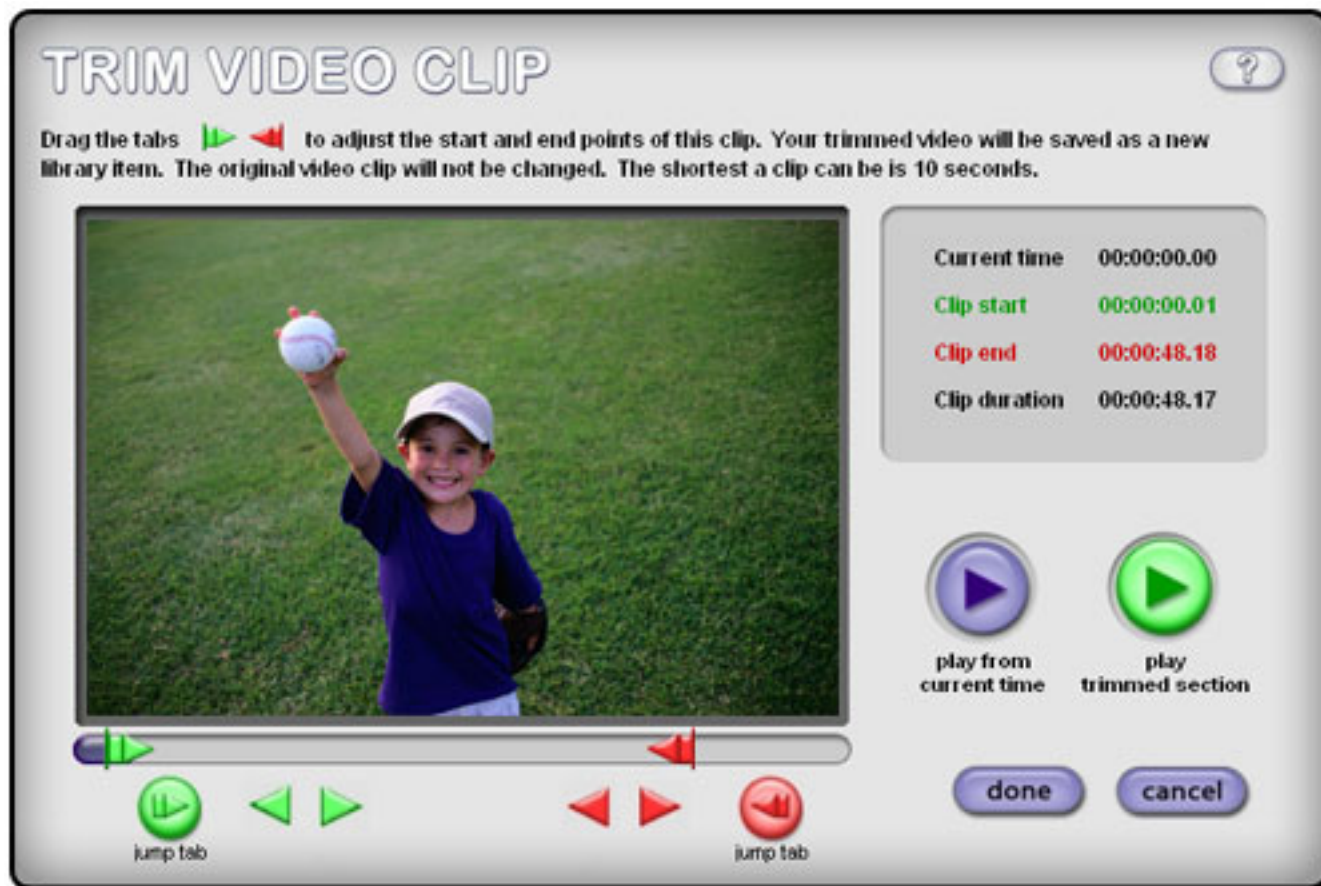 TRIM VIDEO CLIP
?
Drag the tabs to adjust the start and end points of this clip. Your trimmed video will be saved as a new
library item. The original video clip will not be changed. The shortest a clip can be is 10 seconds.
Current time 00:00:00.00
Clip start 00:00:00.01
Clip end 00:00:48.18
Clip duration 00:00:48.17
play from
current time
play
trimmed section
done
cancel
jump tab
jump tab